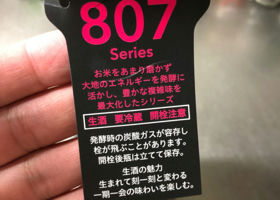 807
Series
お米をあまり磨かず
大地のエネルギーを発酵に
活かし、豊かな複雑味を
最大化したシリーズ
生酒 要冷蔵 開栓注意
発酵時の炭酸ガスが容存し
栓が飛ぶことがあります。
開栓後瓶は立てて保存。
生酒の魅力
生まれて刻一刻と変わる
一期一会の味わいを楽しむ。